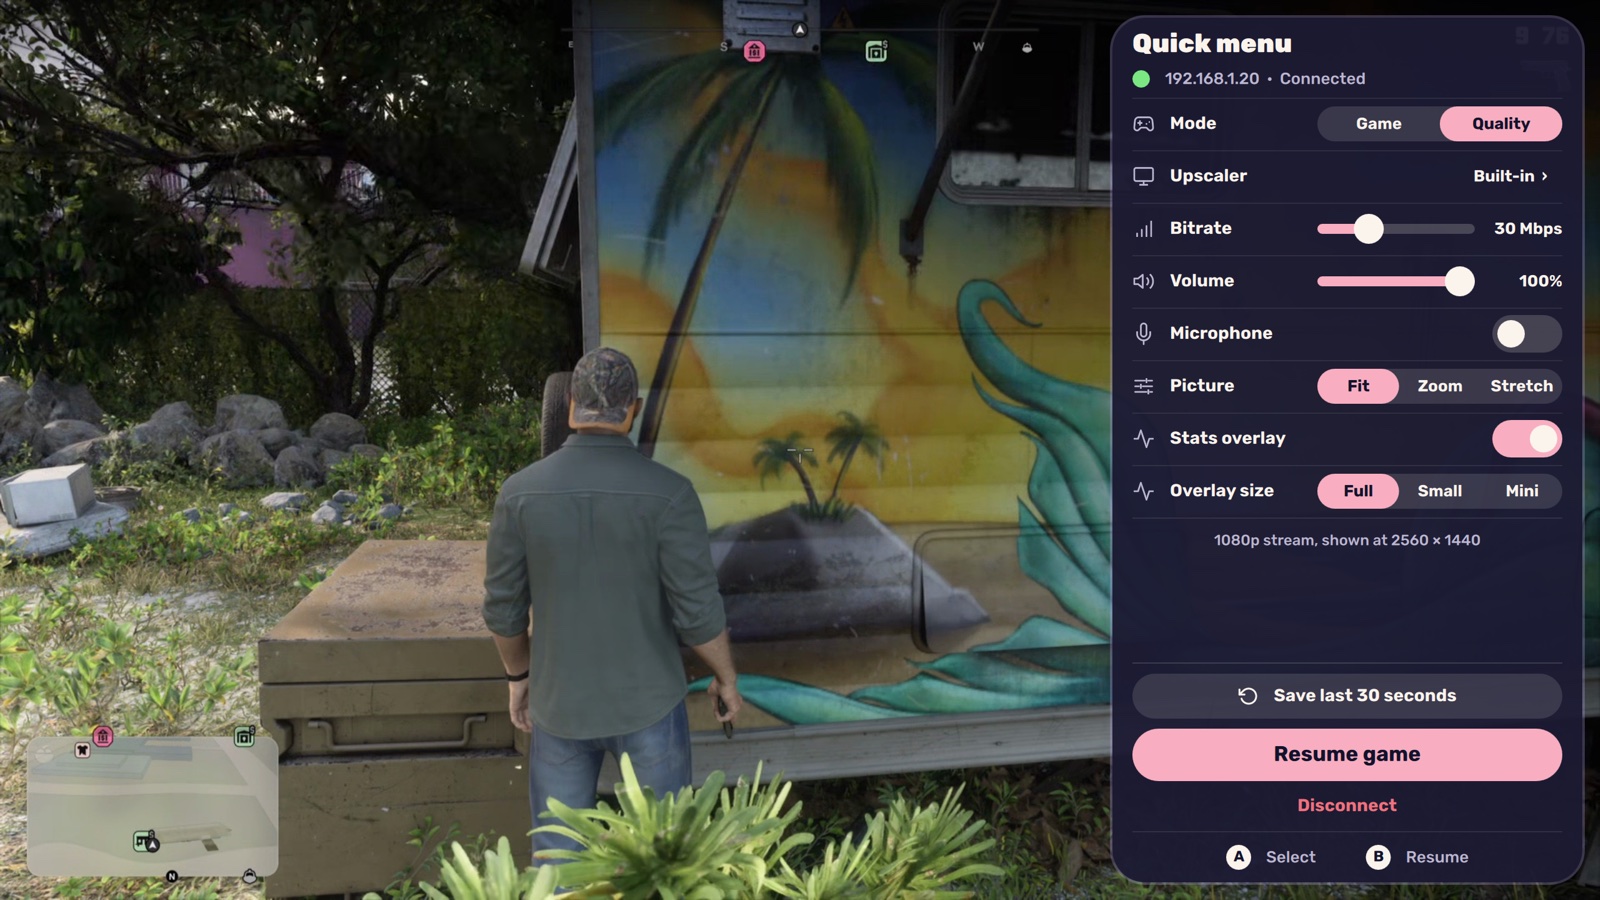 S
W
Quick menu
192.168.1.20 • Connected
Mode Game Quality
Upscaler Built-in ›
Bitrate 30 Mbps
Volume 100%
Microphone
Picture Fit Zoom Stretch
Stats overlay
Overlay size Full Small Mini
1080p stream, shown at 2560 × 1440
Save last 30 seconds
Resume game
Disconnect
A Select B Resume
N